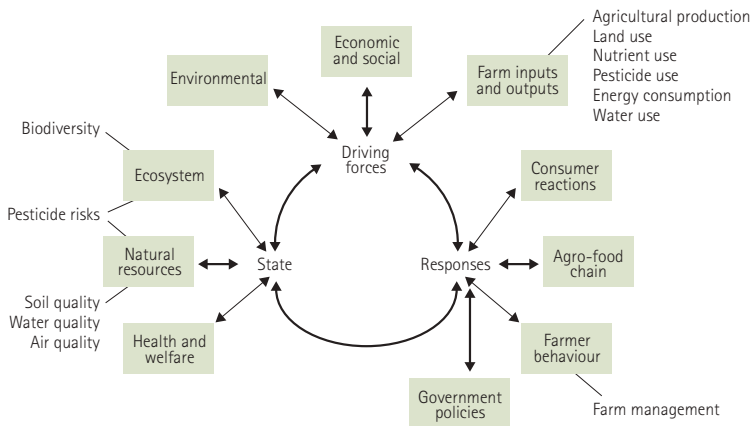 Economic
and social
Environmental
Farm inputs
and outputs
Agricultural production
Land use
Nutrient use
Pesticide use
Energy consumption
Water use
Biodiversity
Ecosystem
Driving
forces
Consumer
reactions
Pesticide risks
Natural
resources
State
Responses
Agro-food
chain
Soil quality
Water quality
Air quality
Health and
welfare
Farmer
behaviour
Government
policies
Farm management